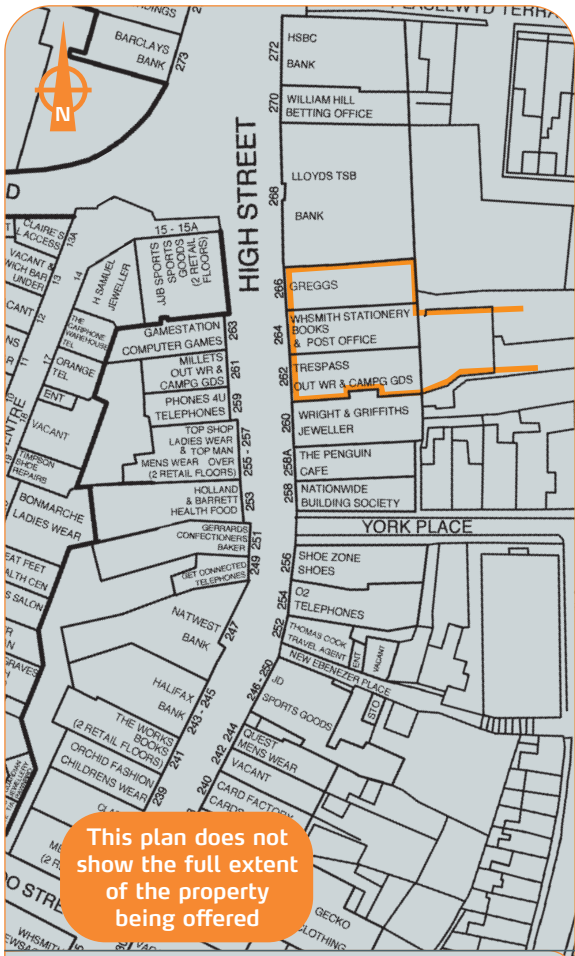 BARCLAYS
BANK
273
N
HIGH STREET
272
HSBC
BANK
270
WILLIAM HILL
BETTING OFFICE
268
LLOYDS TSB
BANK
266
GREGGS
264
WHSMITH STATIONERY
BOOKS
& POST OFFICE
262
TRESPASS
OUT WR & CAMPG GDS
260
WRIGHT & GRIFFITHS
JEWELLER
258A
THE PENGUIN
CAFE
258
NATIONWIDE
BUILDING SOCIETY
YORK PLACE
256
SHOE ZONE
SHOES
254
O2
TELEPHONES
252
THOMAS COOK
TRAVEL AGENT
ENT
VACANT
NEW EBENEZER PLACE
246-250
JD
SPORTS GOODS
STO
244
QUEST
MENS WEAR
242
VACANT
240
CARD FACTORY
CARDS
GECKO
CLOTHING
CLAIRE'S
ACCESS
13A
VACANT &
UNDER
13
12
11
14
H SAMUEL
JEWELLER
15 - 15A
JJB SPORTS
SPORTS
GOODS
(2 RETAIL
FLOORS)
THE
CARPHONE
WAREHOUSE
TEL
17
ORANGE
TEL
ENT
VACANT
TIMPSON
SHOE
REPAIRS
BONMARCHE
LADIES WEAR
263
GAMESTATION
COMPUTER GAMES
261
MILLETS
OUT WR &
CAMPG GDS
259
PHONES 4U
TELEPHONES
255 - 257
TOP SHOP
LADIES WEAR
& TOP MAN
MENS WEAR OVER
(2 RETAIL FLOORS)
253
HOLLAND
& BARRETT
HEALTH FOOD
251
GERRARDS
CONFECTIONERS
BAKER
249
GET CONNECTED
TELEPHONES
247
NATWEST
BANK
243 - 245
HALIFAX
BANK
241
THE WORKS
BOOKS
(2 RETAIL FLOORS)
239
ORCHID FASHION
CHILDRENS WEAR
This plan does not
show the full extent
of the property
being offered